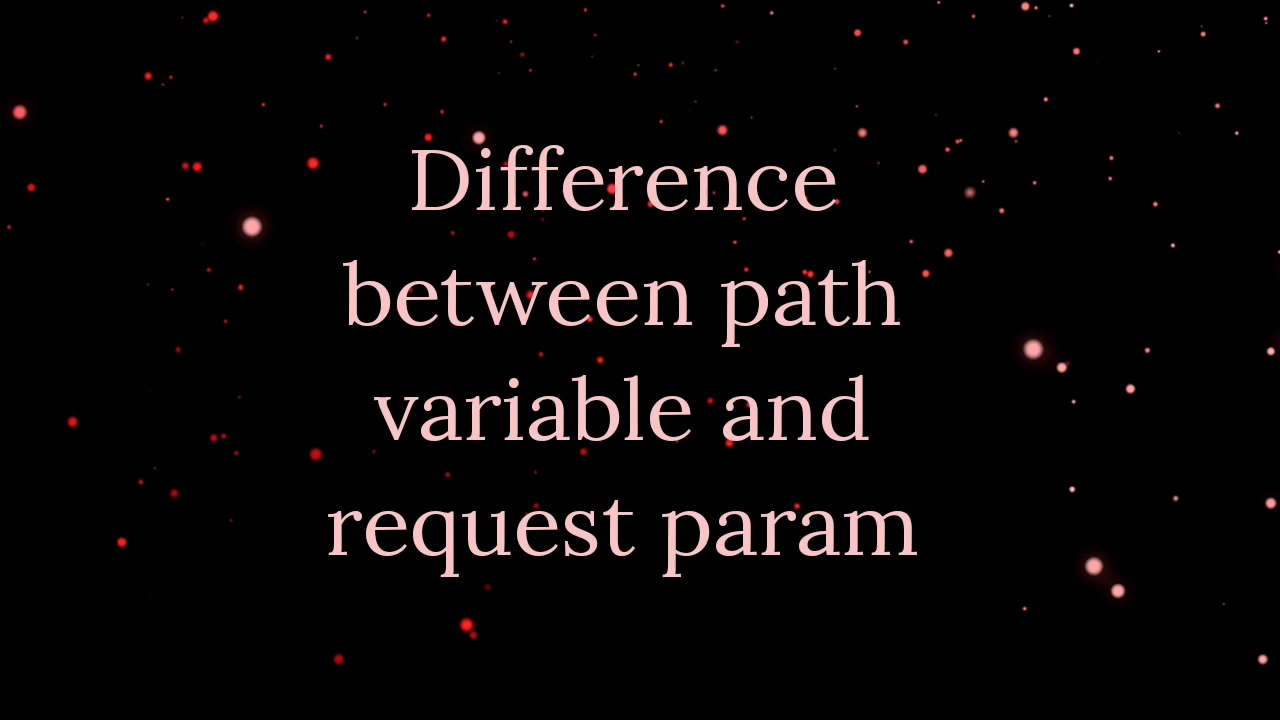 Difference
between path
variable and
request param